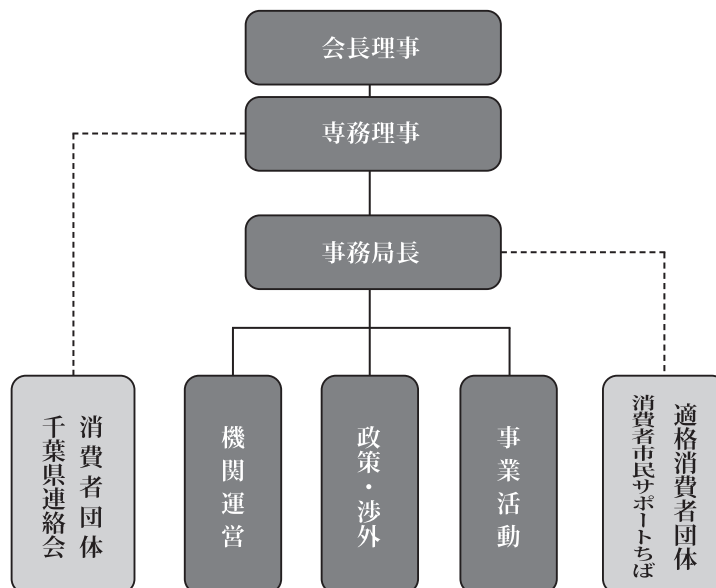 会長理事
専務理事
事務局長
消費者団体
千葉県連絡会
機関運営
政策・渉外
事業活動
適格消費者団体
消費者市民サポートちば